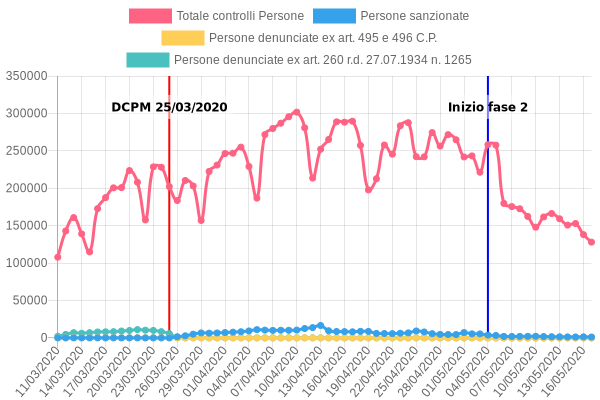 Totale controlli Persone Persone sanzionate
Persone denunciate ex art. 495 e 496 C.P.
Persone denunciate ex art. 260 r.d. 27.07.1934 n. 1265
350000
DCPM 25/03/2020 Inizio fase 2
300000
250000
200000
150000
100000
50000
0
11/03/2020 14/03/2020 17/03/2020 20/03/2020 23/03/2020 26/03/2020 29/03/2020 01/04/2020 04/04/2020 07/04/2020 10/04/2020 13/04/2020 16/04/2020 19/04/2020 22/04/2020 25/04/2020 28/04/2020 01/05/2020 04/05/2020 07/05/2020 10/05/2020 13/05/2020 16/05/2020